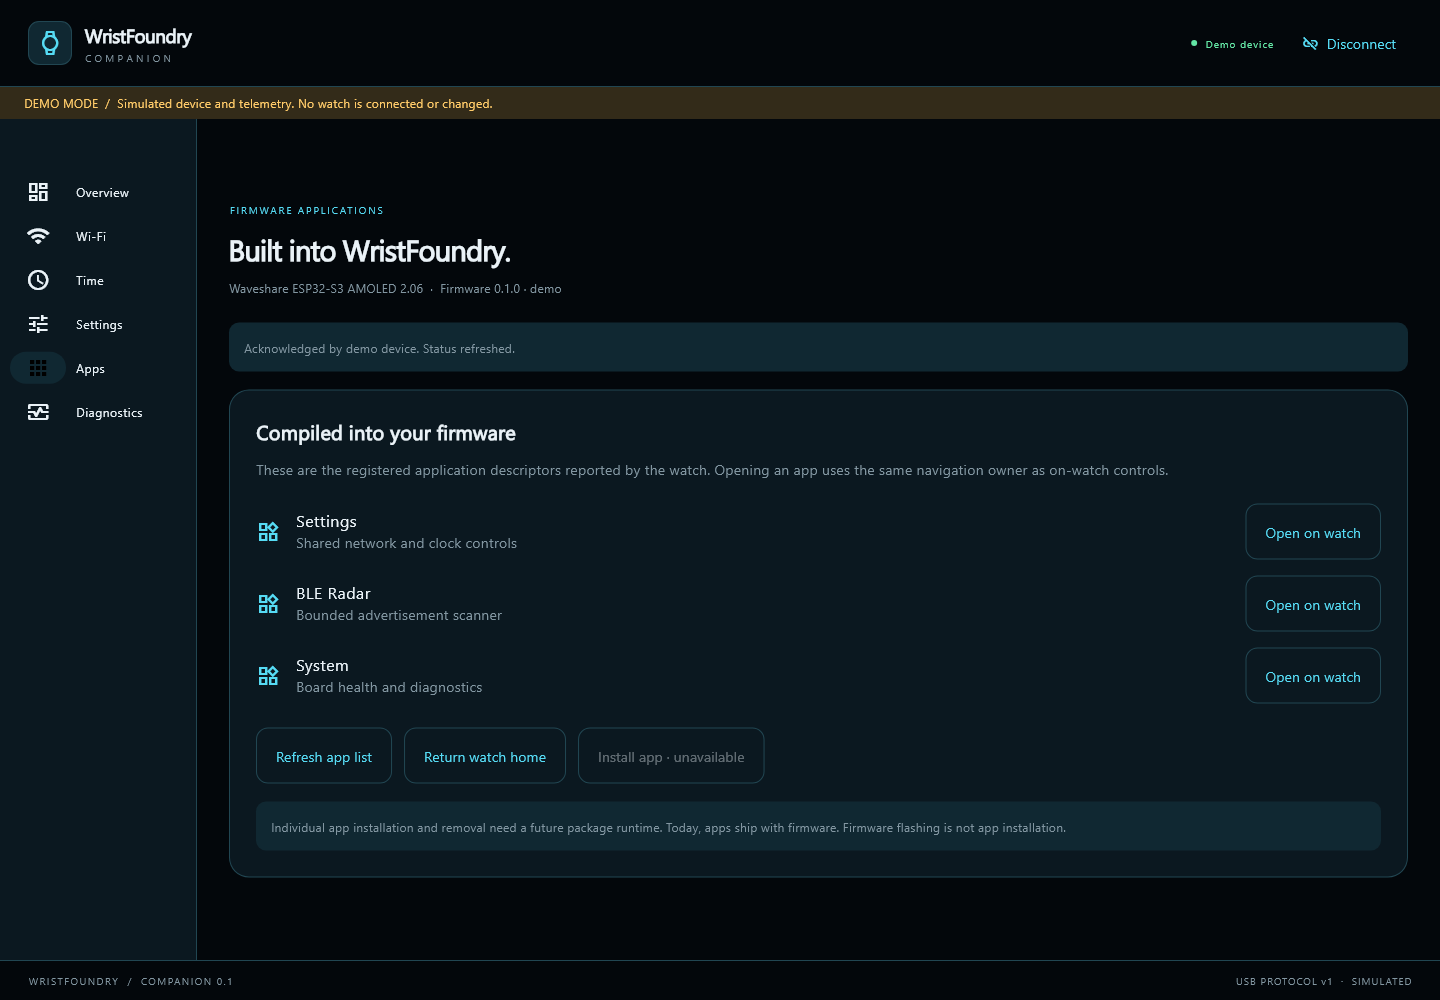 WristFoundry
COMPANION
Demo device
Disconnect
DEMO MODE / Simulated device and telemetry. No watch is connected or changed.
Overview
Wi-Fi
Time
Settings
Apps
Diagnostics
FIRMWARE APPLICATIONS
Built into WristFoundry.
Waveshare ESP32-S3 AMOLED 2.06 · Firmware 0.1.0 · demo
Acknowledged by demo device. Status refreshed.
Compiled into your firmware
These are the registered application descriptors reported by the watch. Opening an app uses the same navigation owner as on-watch controls.
Settings
Shared network and clock controls
Open on watch
BLE Radar
Bounded advertisement scanner
Open on watch
System
Board health and diagnostics
Open on watch
Refresh app list
Return watch home
Install app · unavailable
Individual app installation and removal need a future package runtime. Today, apps ship with firmware. Firmware flashing is not app installation.
WRISTFOUNDRY / COMPANION 0.1
USB PROTOCOL v1 · SIMULATED